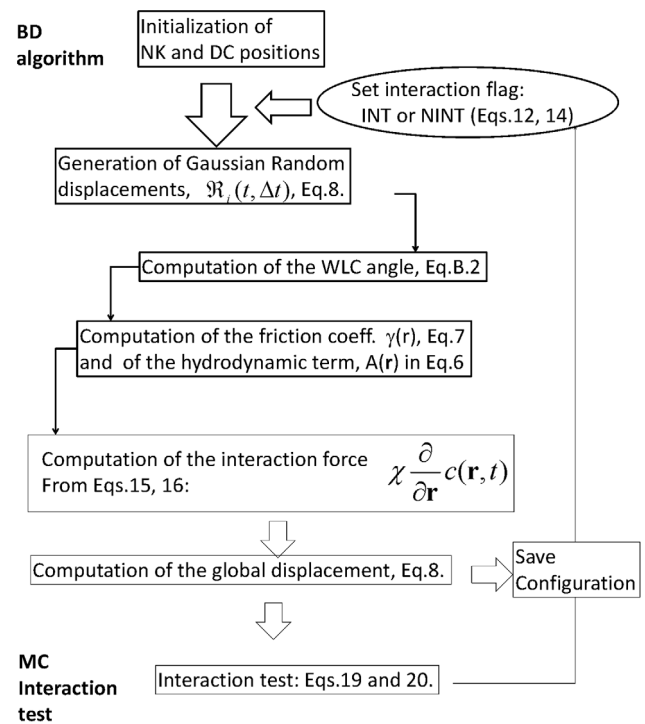 BD
algorithm
Initialization of
NK and DC positions
Set interaction flag:
INT or NINT (Eqs.12, 14)
Generation of Gaussian Random
displacements, ℜᵢ(t,Δt), Eq.8.
Computation of the WLC angle, Eq.B.2
Computation of the friction coeff. γ(r), Eq.7
and of the hydrodynamic term, A(r) in Eq.6
Computation of the interaction force
From Eqs.15, 16:
χ ∂/∂r c(r,t)
Computation of the global displacement, Eq.8.
Save
Configuration
MC
Interaction
test
Interaction test: Eqs.19 and 20.